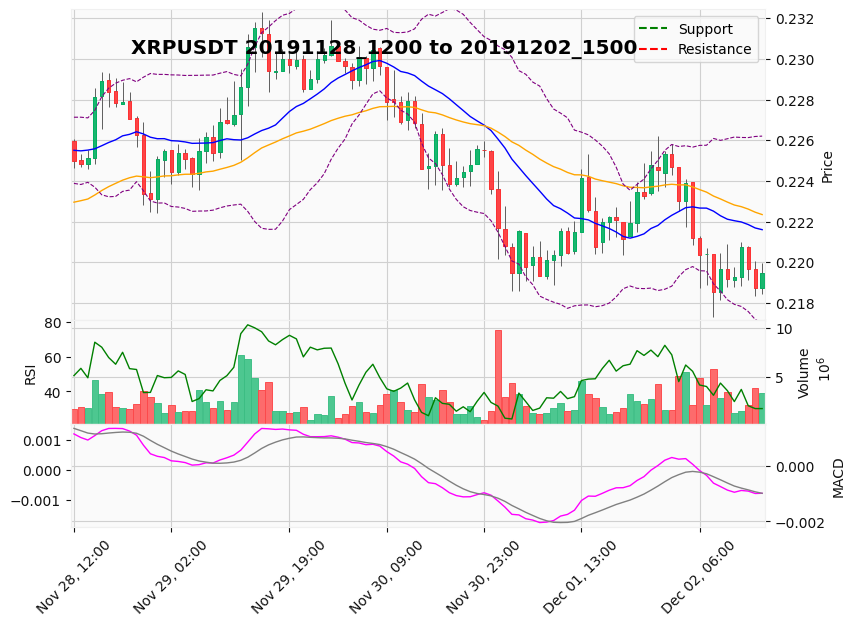 XRPUSDT 20191128_1200 to 20191202_1500
Support
Resistance
0.232
0.230
0.228
0.226
0.224
0.222
0.220
0.218
Price
80
60
40
RSI
10
5
Volume
10^6
0.001
0.000
−0.001
0.000
−0.002
MACD
Nov 28, 12:00
Nov 29, 02:00
Nov 29, 19:00
Nov 30, 09:00
Nov 30, 23:00
Dec 01, 13:00
Dec 02, 06:00